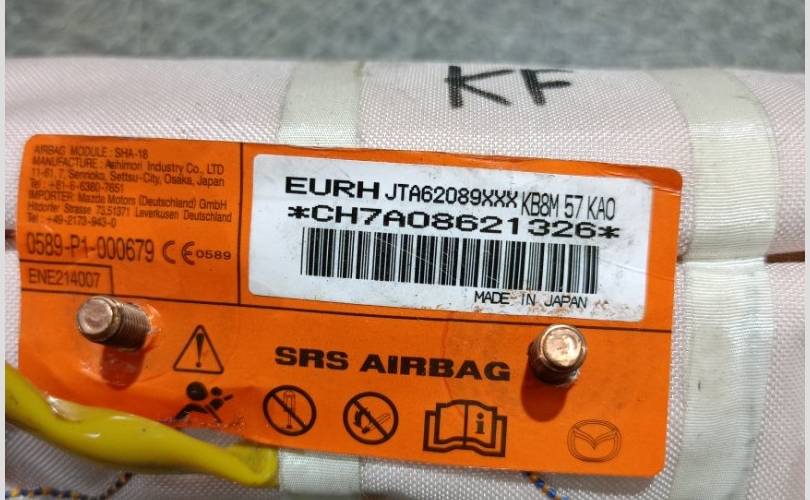 KF
AIRBAG MODULE : SHA-18
MANUFACTURE : Ashimori Industry Co., LTD
11-61, 7, Senrioka, Settsu-City, Osaka, Japan
Tel : +81-6-6380-7651
IMPORTER: Mazda Motors (Deutschland) GmbH
Hitdorfer Strasse 73,51371 Leverkusen Deutschland
Tel : +49-2173-943-0
0589-P1-000679 CE 0589
ENE214007
EURH JTA62089XXX KB8M 57 KA0
*CH7A08621326*
MADE IN JAPAN
SRS AIRBAG